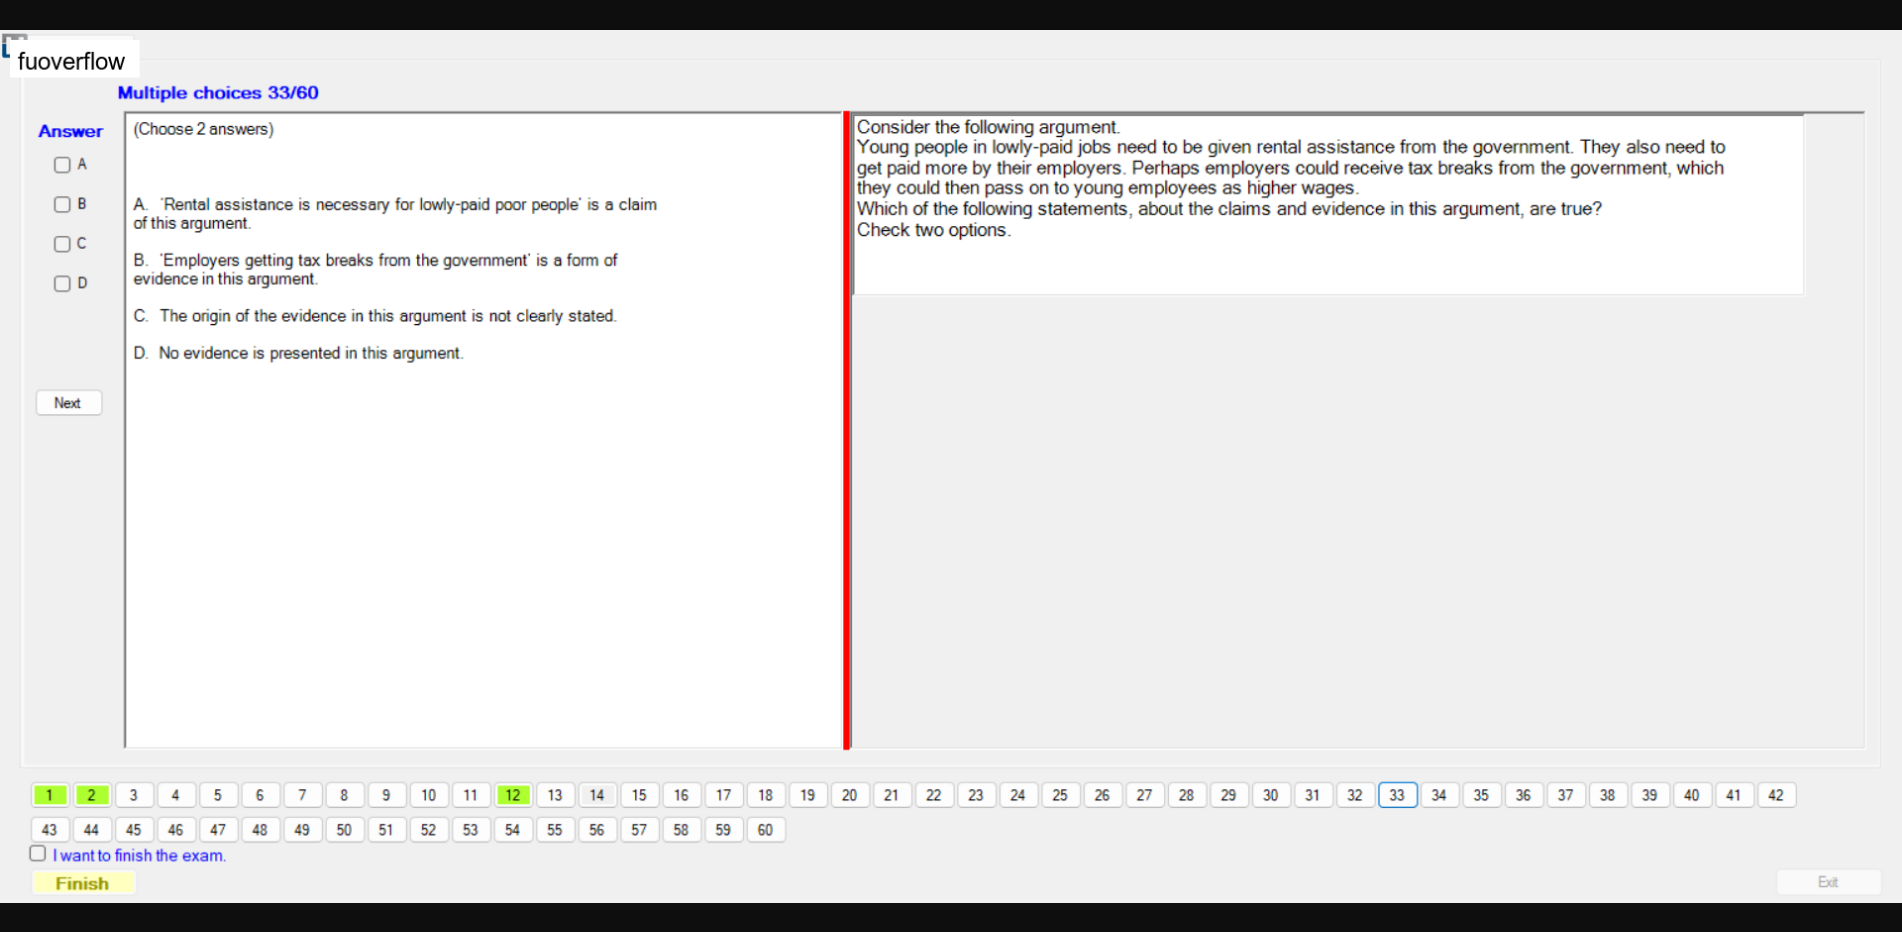 fuoverflow
Multiple choices 33/60
Answer
A
B
C
D
Next
(Choose 2 answers)
A. 'Rental assistance is necessary for lowly-paid poor people' is a claim
of this argument.
B. 'Employers getting tax breaks from the government' is a form of
evidence in this argument.
C. The origin of the evidence in this argument is not clearly stated.
D. No evidence is presented in this argument.
Consider the following argument.
Young people in lowly-paid jobs need to be given rental assistance from the government. They also need to
get paid more by their employers. Perhaps employers could receive tax breaks from the government, which
they could then pass on to young employees as higher wages.
Which of the following statements, about the claims and evidence in this argument, are true?
Check two options.
1 2 3 4 5 6 7 8 9 10 11 12 13 14 15 16 17 18 19 20 21 22 23 24 25 26 27 28 29 30 31 32 33 34 35 36 37 38 39 40 41 42
43 44 45 46 47 48 49 50 51 52 53 54 55 56 57 58 59 60
I want to finish the exam.
Finish
Exit